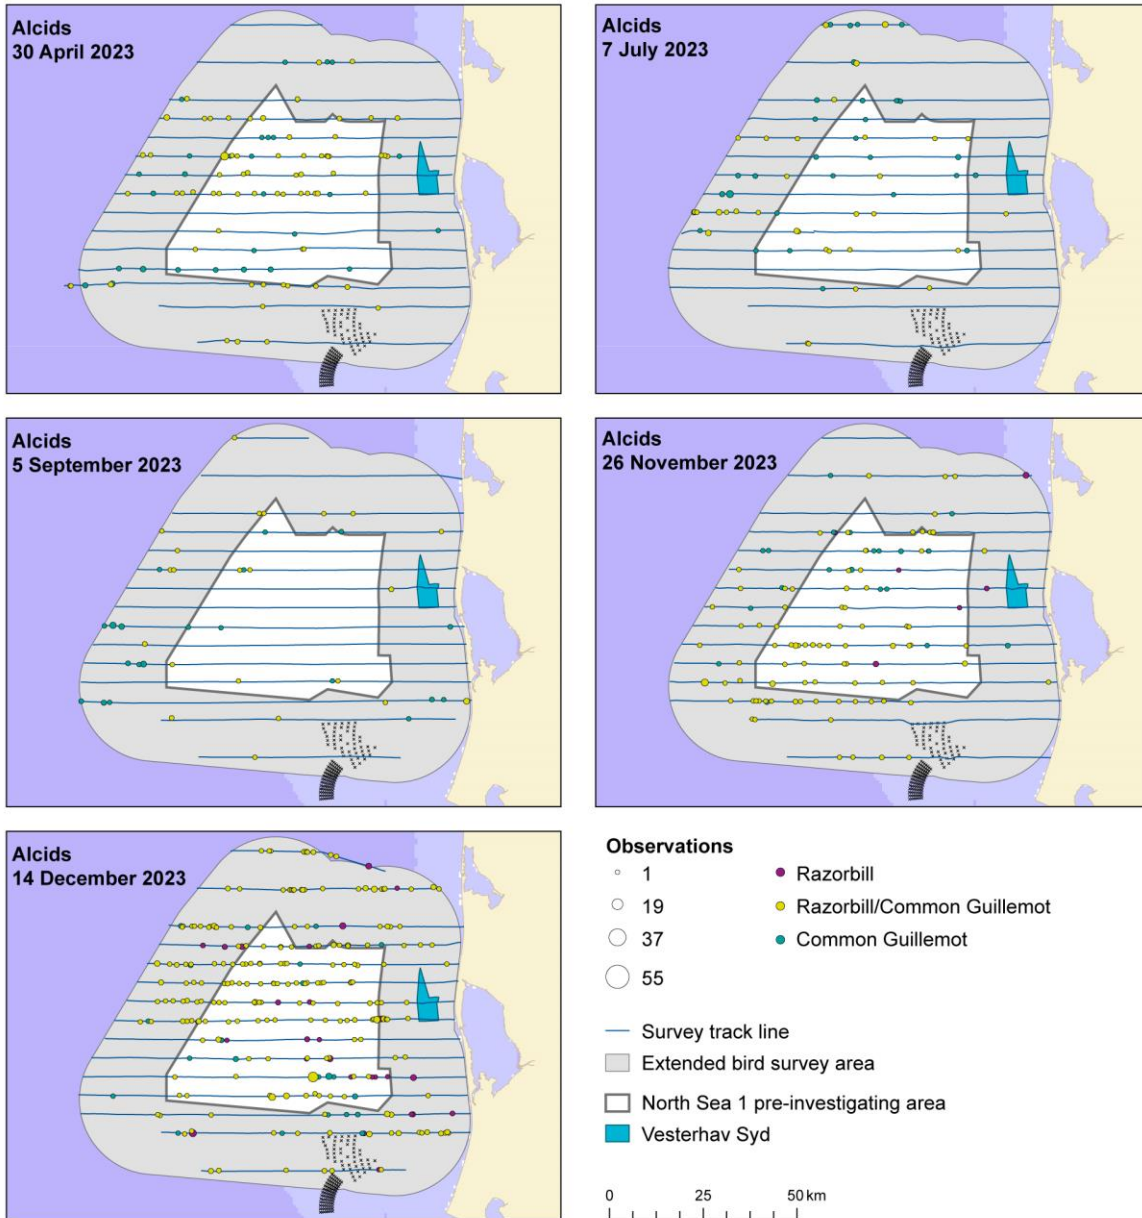 Alcids
30 April 2023
Alcids
7 July 2023
Alcids
5 September 2023
Alcids
26 November 2023
Alcids
14 December 2023
Observations
1
19
37
55
Razorbill
Razorbill/Common Guillemot
Common Guillemot
Survey track line
Extended bird survey area
North Sea 1 pre-investigating area
Vesterhav Syd
0 25 50 km